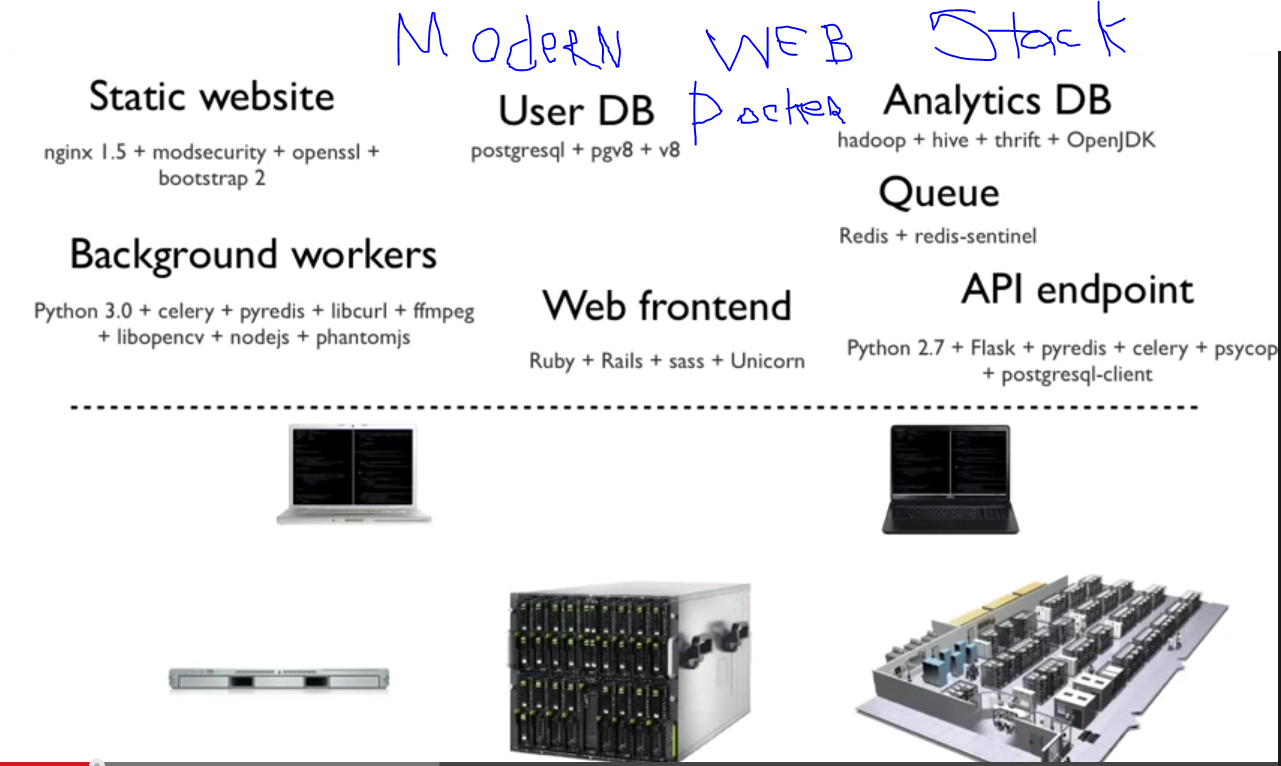 Modern WEB Stack
Docker
Static website
nginx 1.5 + modsecurity + openssl +
bootstrap 2
User DB
postgresql + pgv8 + v8
Analytics DB
hadoop + hive + thrift + OpenJDK
Queue
Redis + redis-sentinel
Background workers
Python 3.0 + celery + pyredis + libcurl + ffmpeg
+ libopencv + nodejs + phantomjs
Web frontend
Ruby + Rails + sass + Unicorn
API endpoint
Python 2.7 + Flask + pyredis + celery + psycop
+ postgresql-client